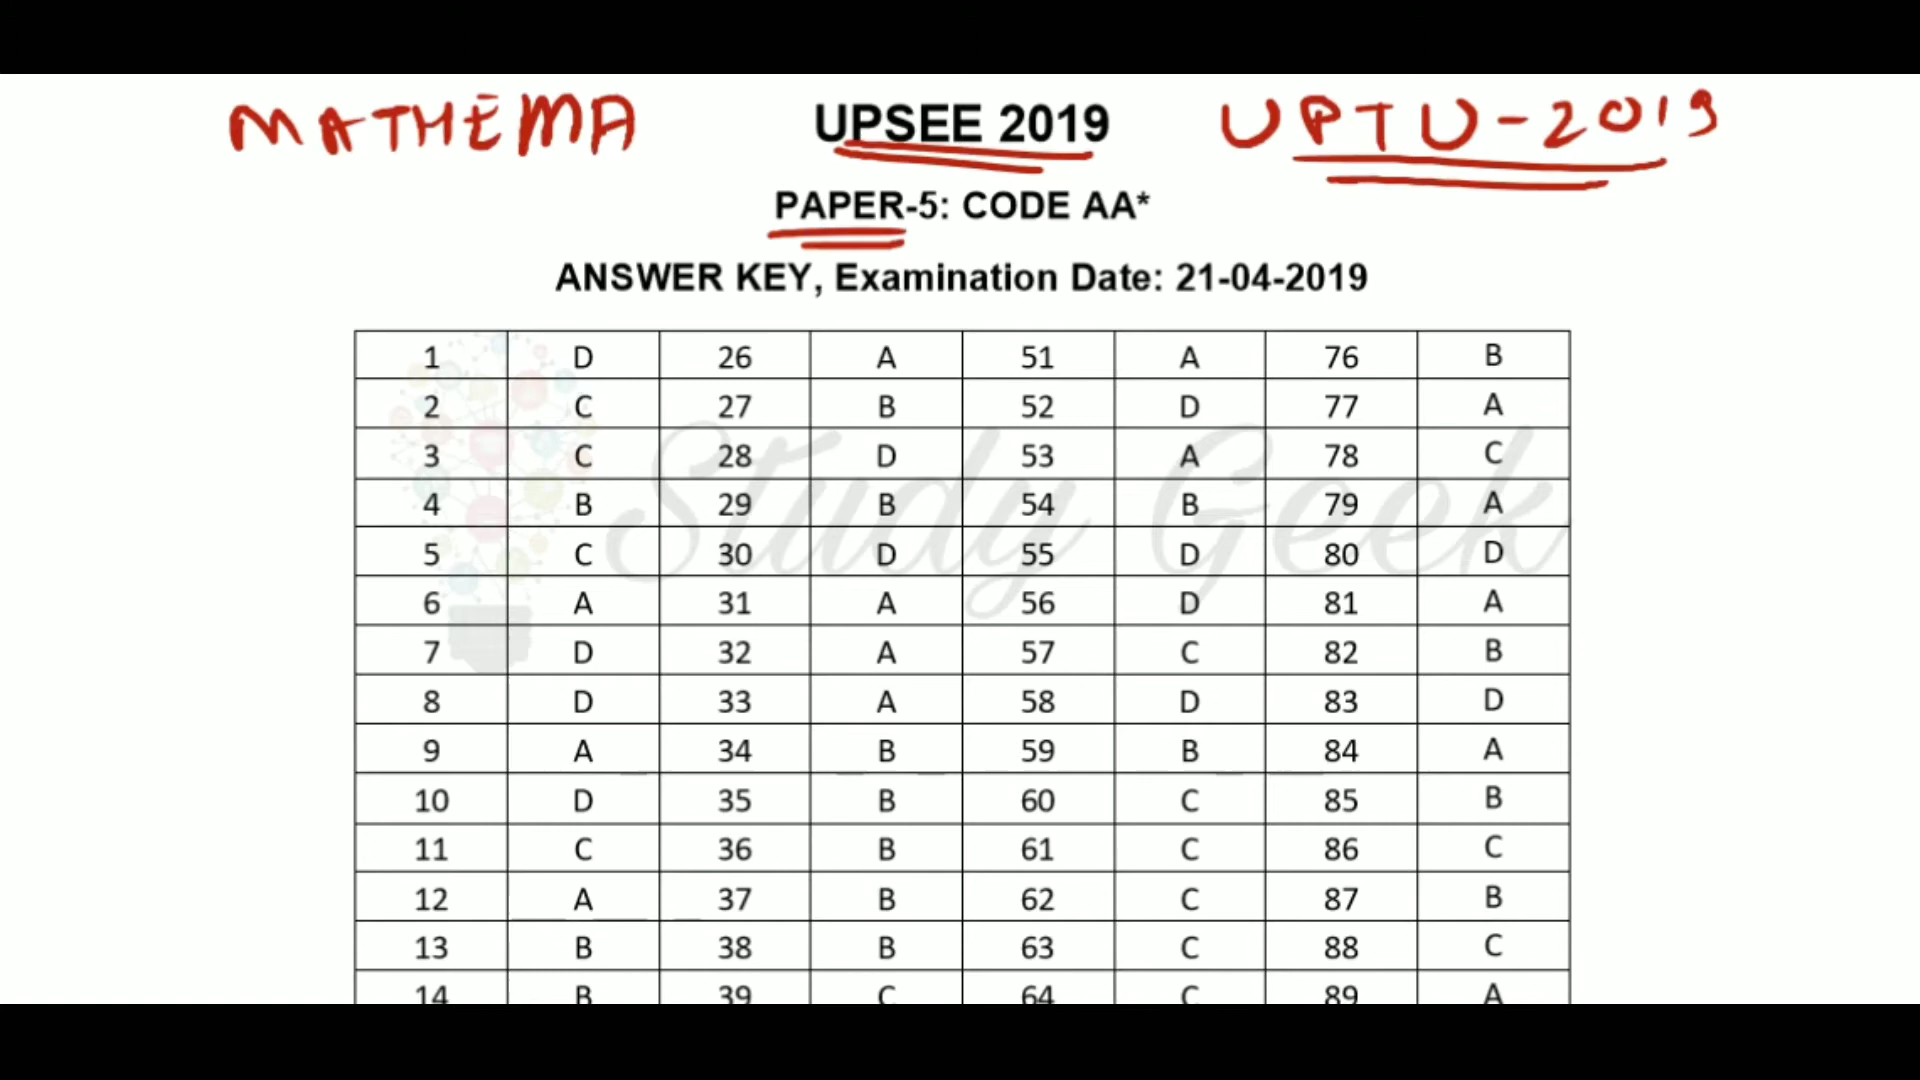 MATHEMA UPSEE 2019 UPTU-2019
PAPER-5: CODE AA*
ANSWER KEY, Examination Date: 21-04-2019
1 D 26 A 51 A 76 B
2 C 27 B 52 D 77 A
3 C 28 D 53 A 78 C
4 B 29 B 54 B 79 A
5 C 30 D 55 D 80 D
6 A 31 A 56 D 81 A
7 D 32 A 57 C 82 B
8 D 33 A 58 D 83 D
9 A 34 B 59 B 84 A
10 D 35 B 60 C 85 B
11 C 36 B 61 C 86 C
12 A 37 B 62 C 87 B
13 B 38 B 63 C 88 C
14 B 39 C 64 C 89 A
Study Geek